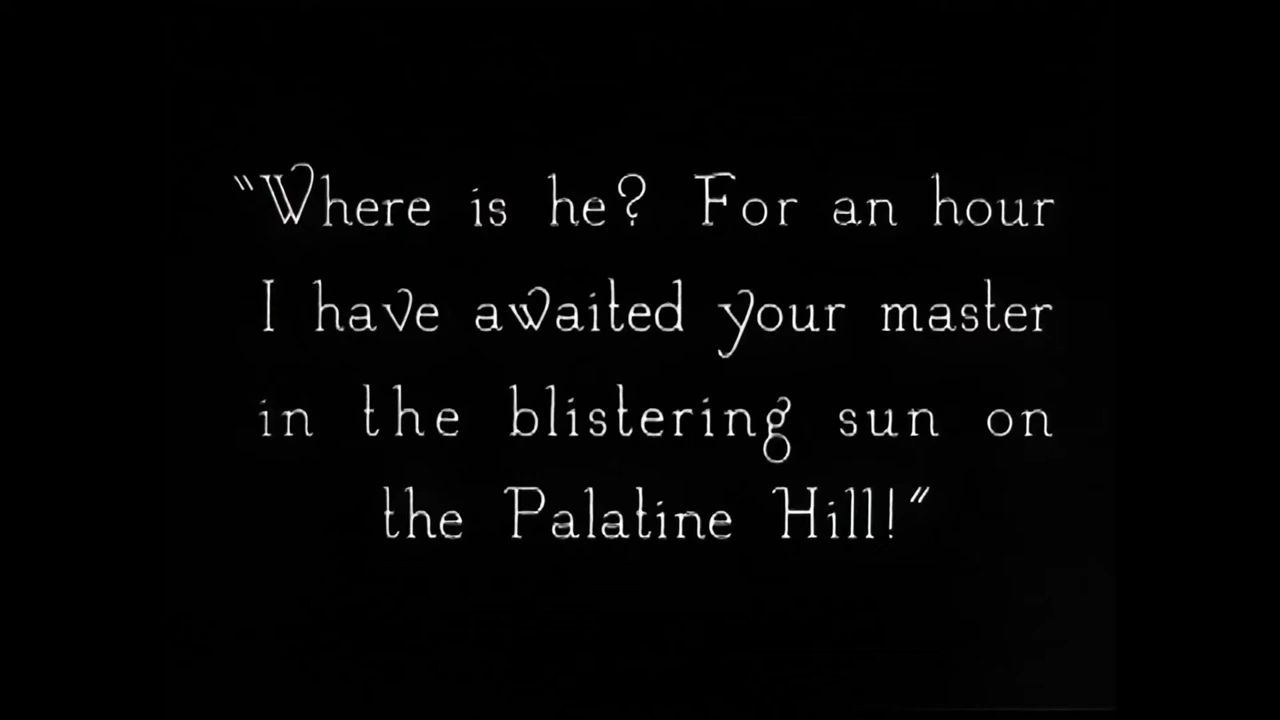 “Where is he? For an hour
I have awaited your master
in the blistering sun on
the Palatine Hill!”